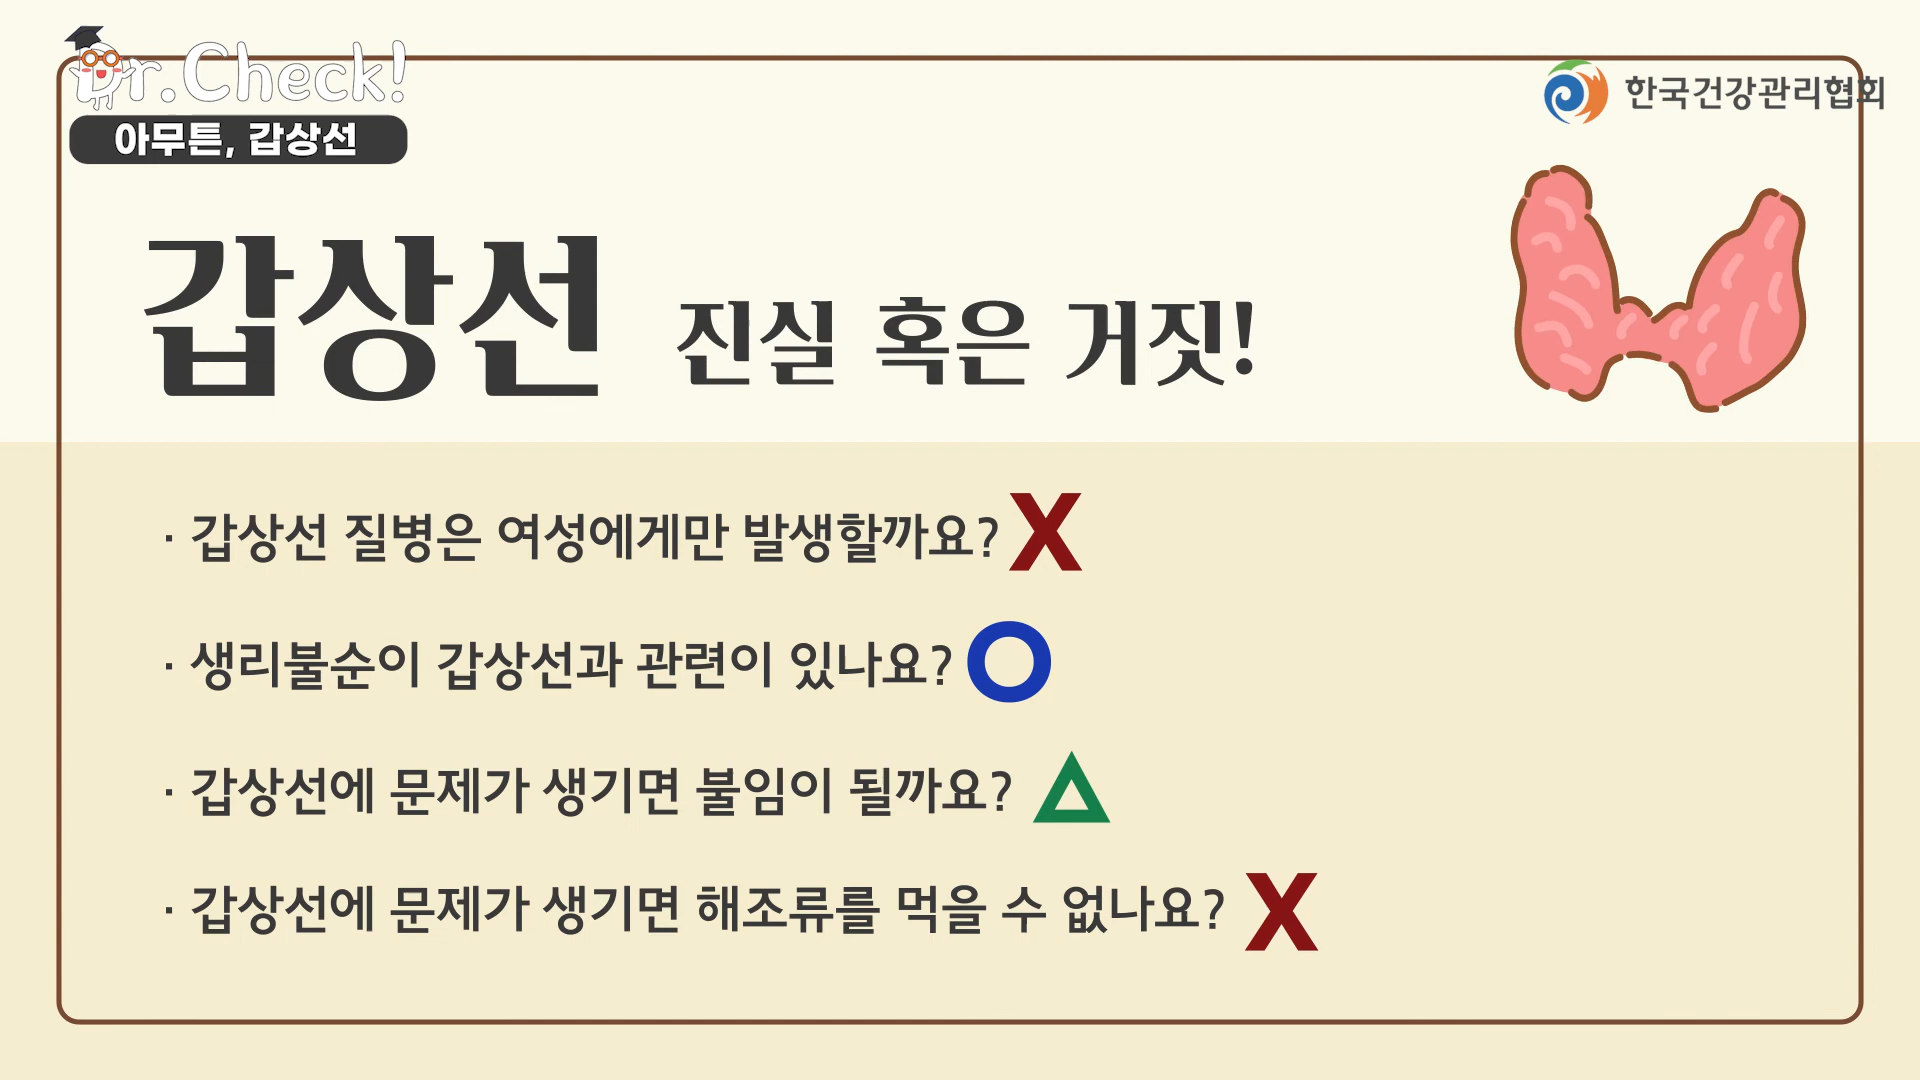 Dr.Check!
아무튼, 갑상선
한국건강관리협회
갑상선 진실 혹은 거짓!
· 갑상선 질병은 여성에게만 발생할까요? X
· 생리불순이 갑상선과 관련이 있나요? O
· 갑상선에 문제가 생기면 불임이 될까요? △
· 갑상선에 문제가 생기면 해조류를 먹을 수 없나요? X